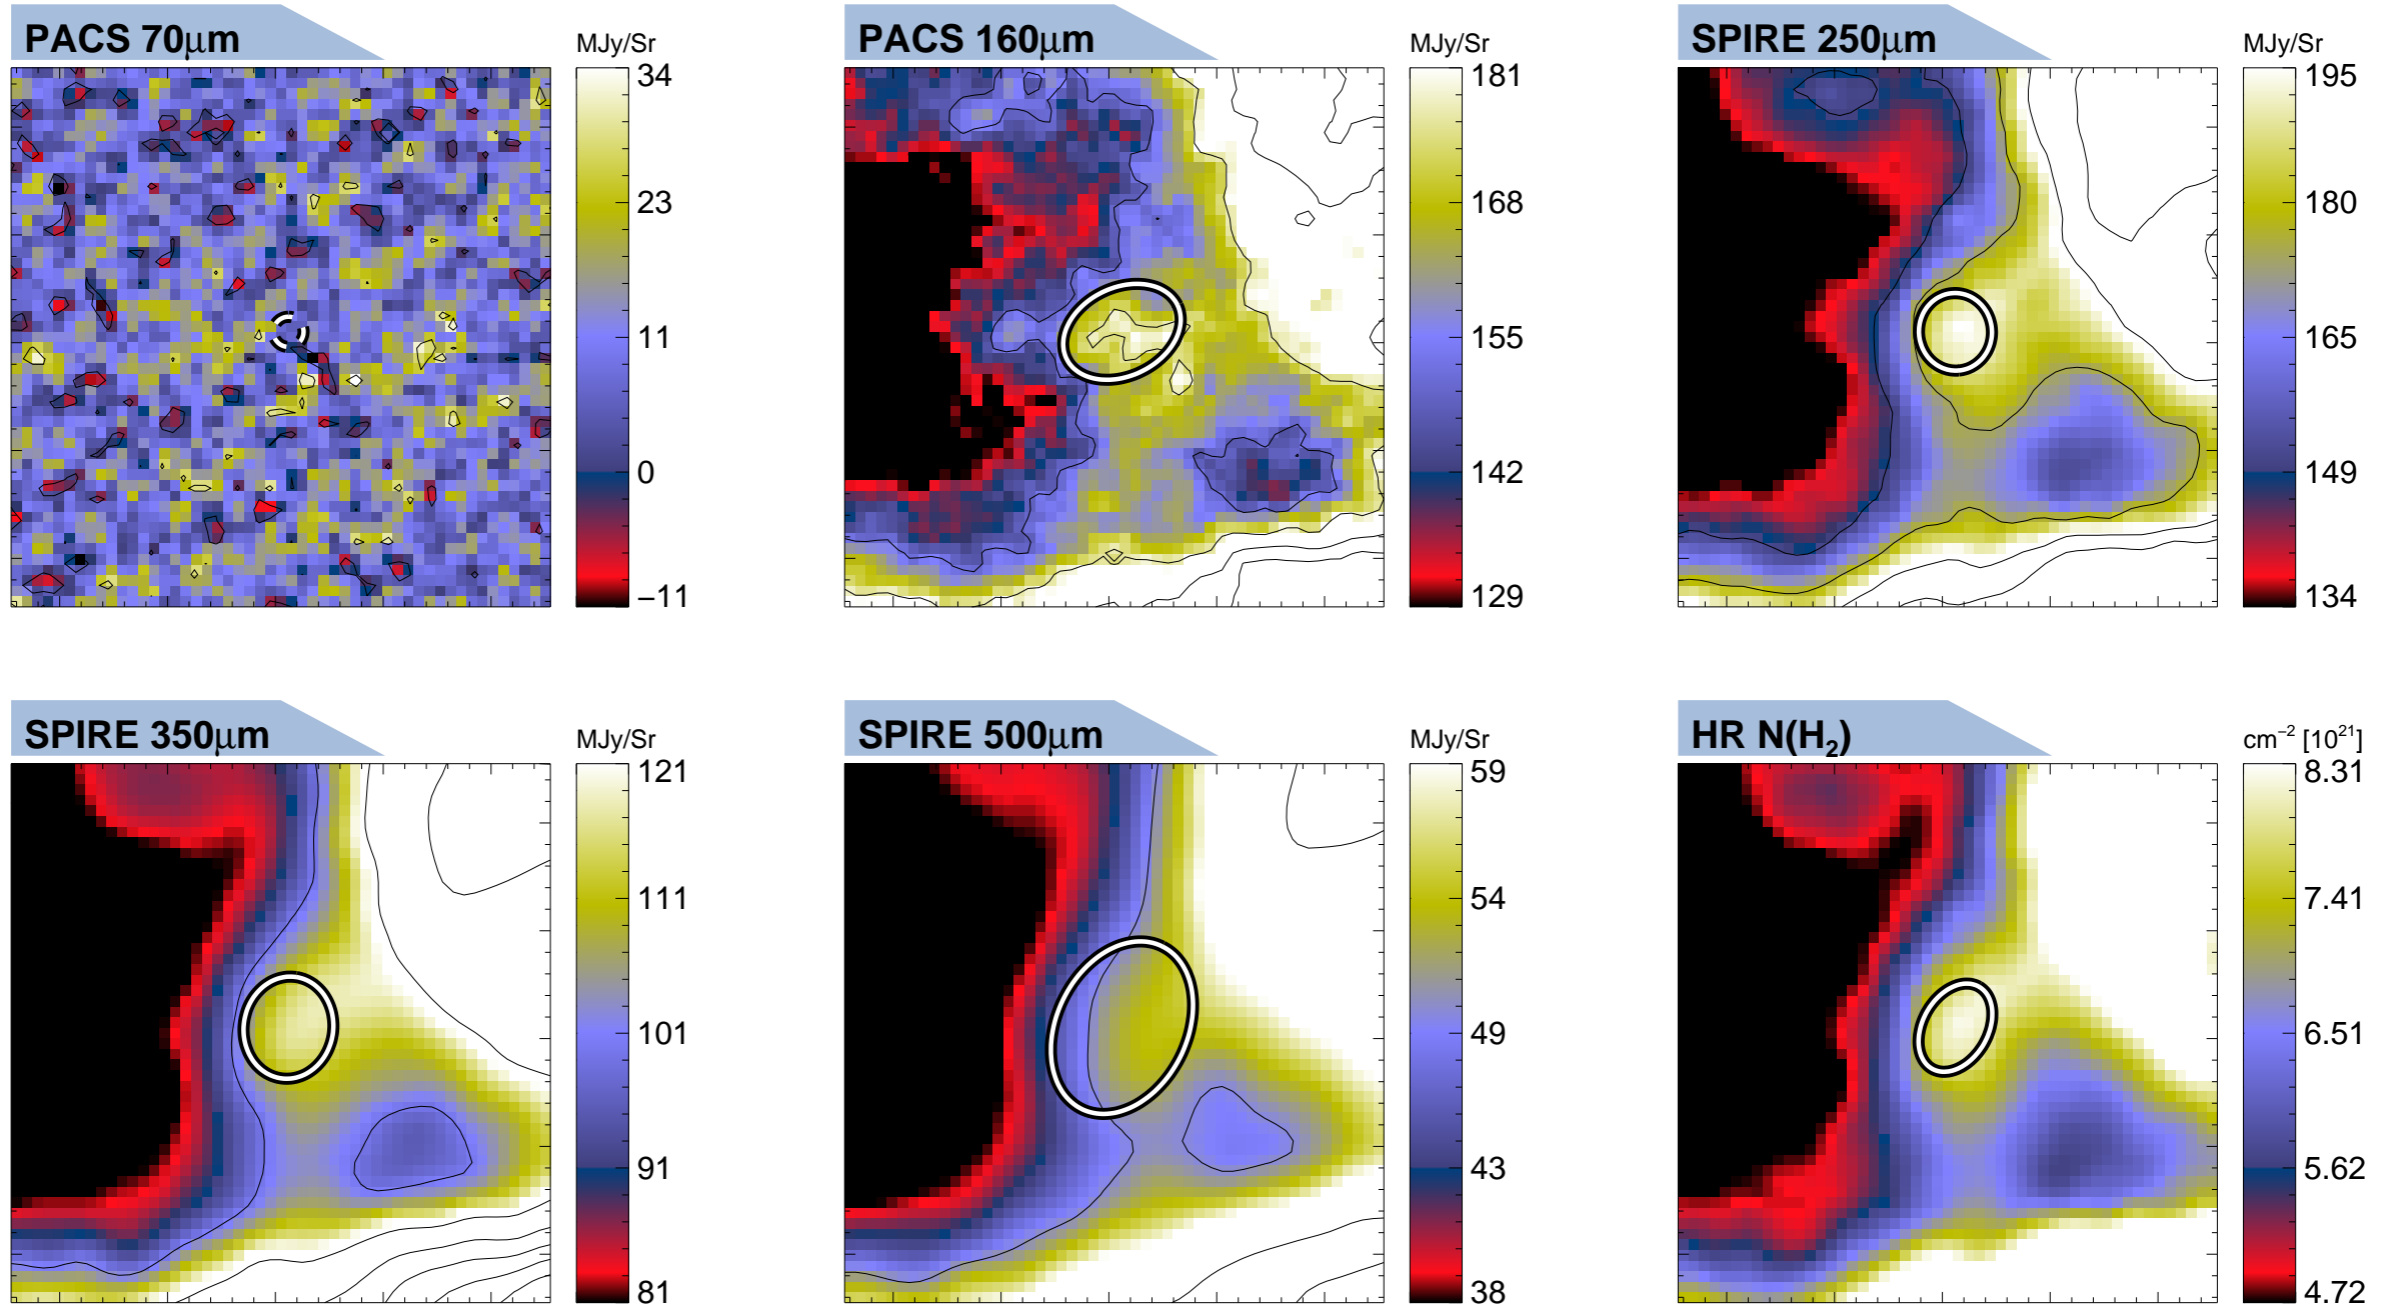 PACS 70μm
MJy/Sr
34
23
11
0
−11
PACS 160μm
MJy/Sr
181
168
155
142
129
SPIRE 250μm
MJy/Sr
195
180
165
149
134
SPIRE 350μm
MJy/Sr
121
111
101
91
81
SPIRE 500μm
MJy/Sr
59
54
49
43
38
HR N(H₂)
cm⁻² [10²¹]
8.31
7.41
6.51
5.62
4.72